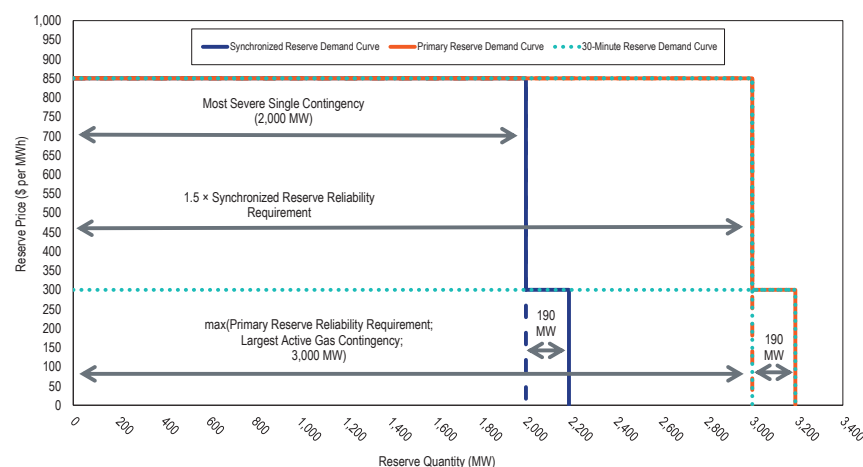 Synchronized Reserve Demand Curve
Primary Reserve Demand Curve
30-Minute Reserve Demand Curve
Reserve Price ($ per MWh)
1,000
950
900
850
800
750
700
650
600
550
500
450
400
350
300
250
200
150
100
50
0
Most Severe Single Contingency
(2,000 MW)
1.5 × Synchronized Reserve Reliability
Requirement
max(Primary Reserve Reliability Requirement;
Largest Active Gas Contingency;
3,000 MW)
190
MW
190
MW
0
200
400
600
800
1,000
1,200
1,400
1,600
1,800
2,000
2,200
2,400
2,600
2,800
3,000
3,200
3,400
Reserve Quantity (MW)